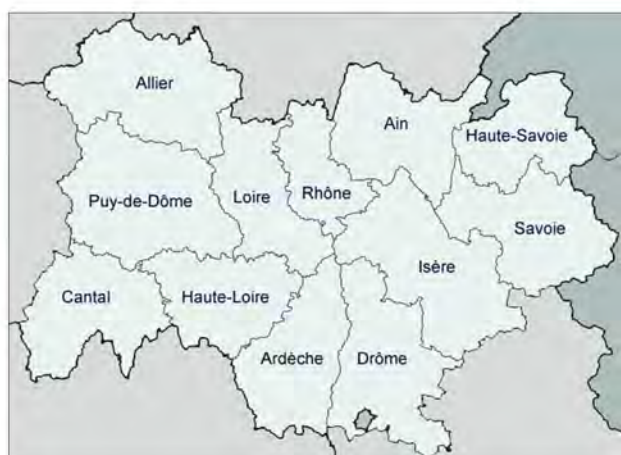 Allier
Ain
Haute-Savoie
Puy-de-Dôme
Loire
Rhône
Savoie
Isère
Cantal
Haute-Loire
Ardèche
Drôme